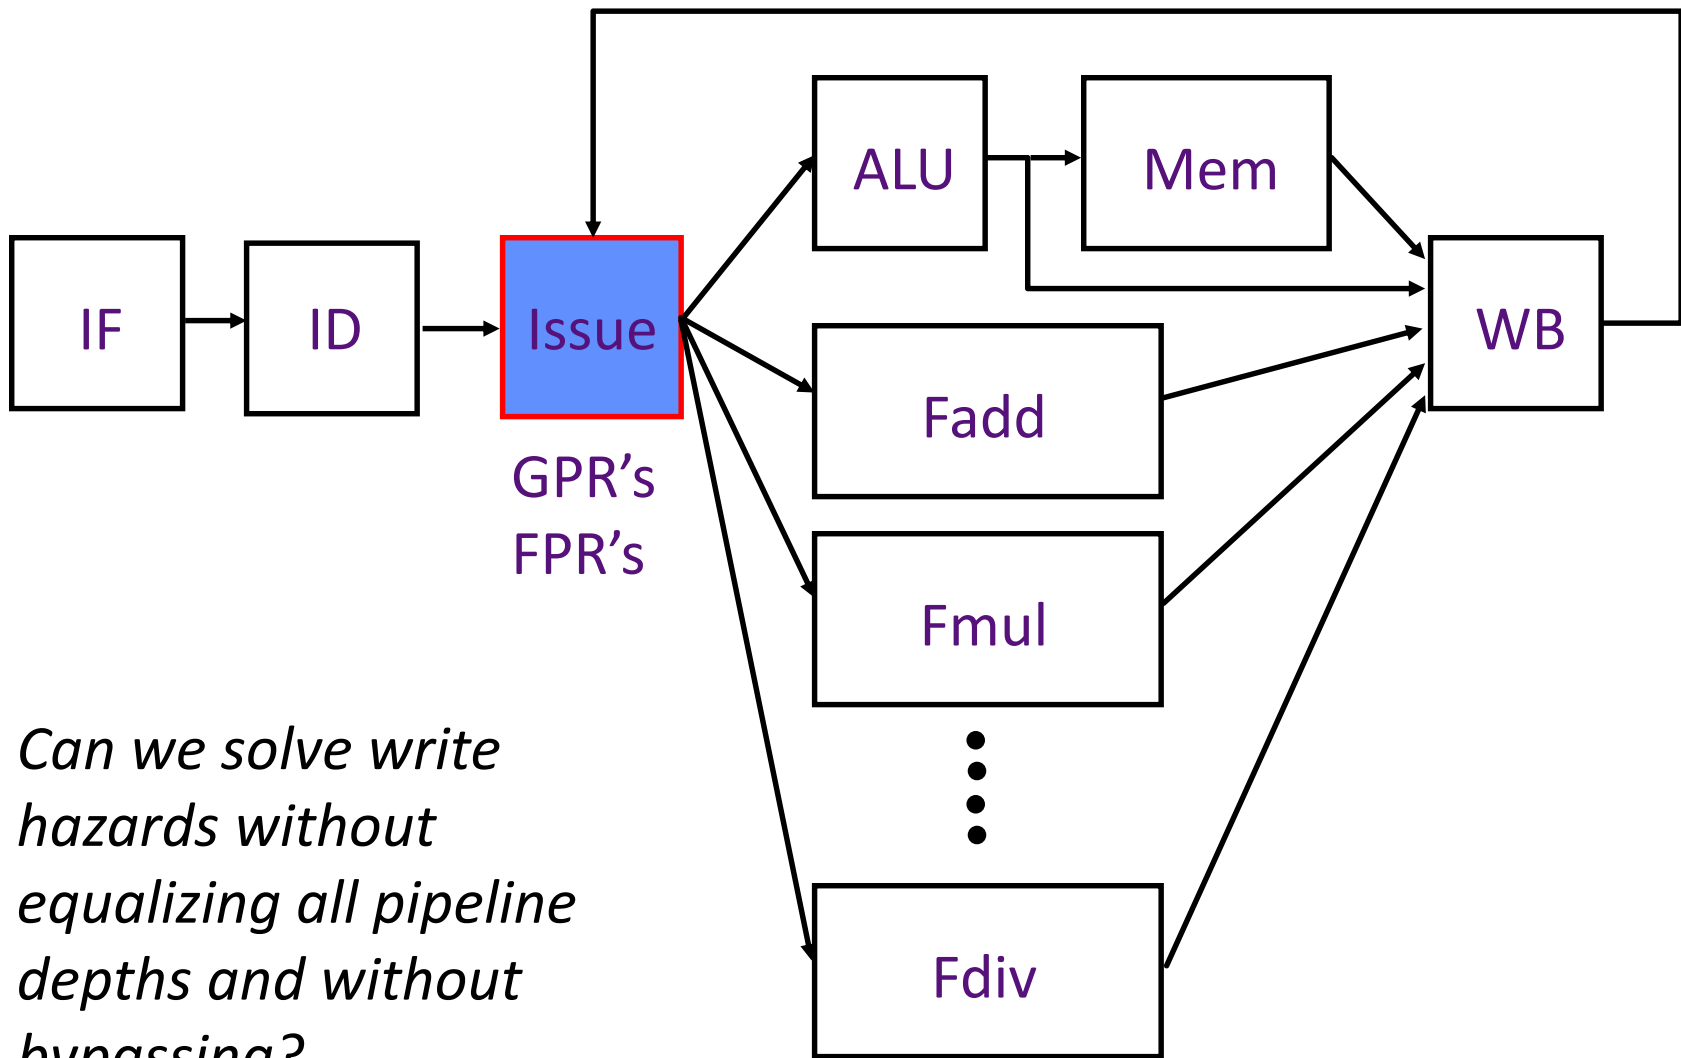 ALU
Mem
IF
ID
Issue
WB
GPR’s
FPR’s
Fadd
Fmul
Fdiv
Can we solve write
hazards without
equalizing all pipeline
depths and without
bypassing?